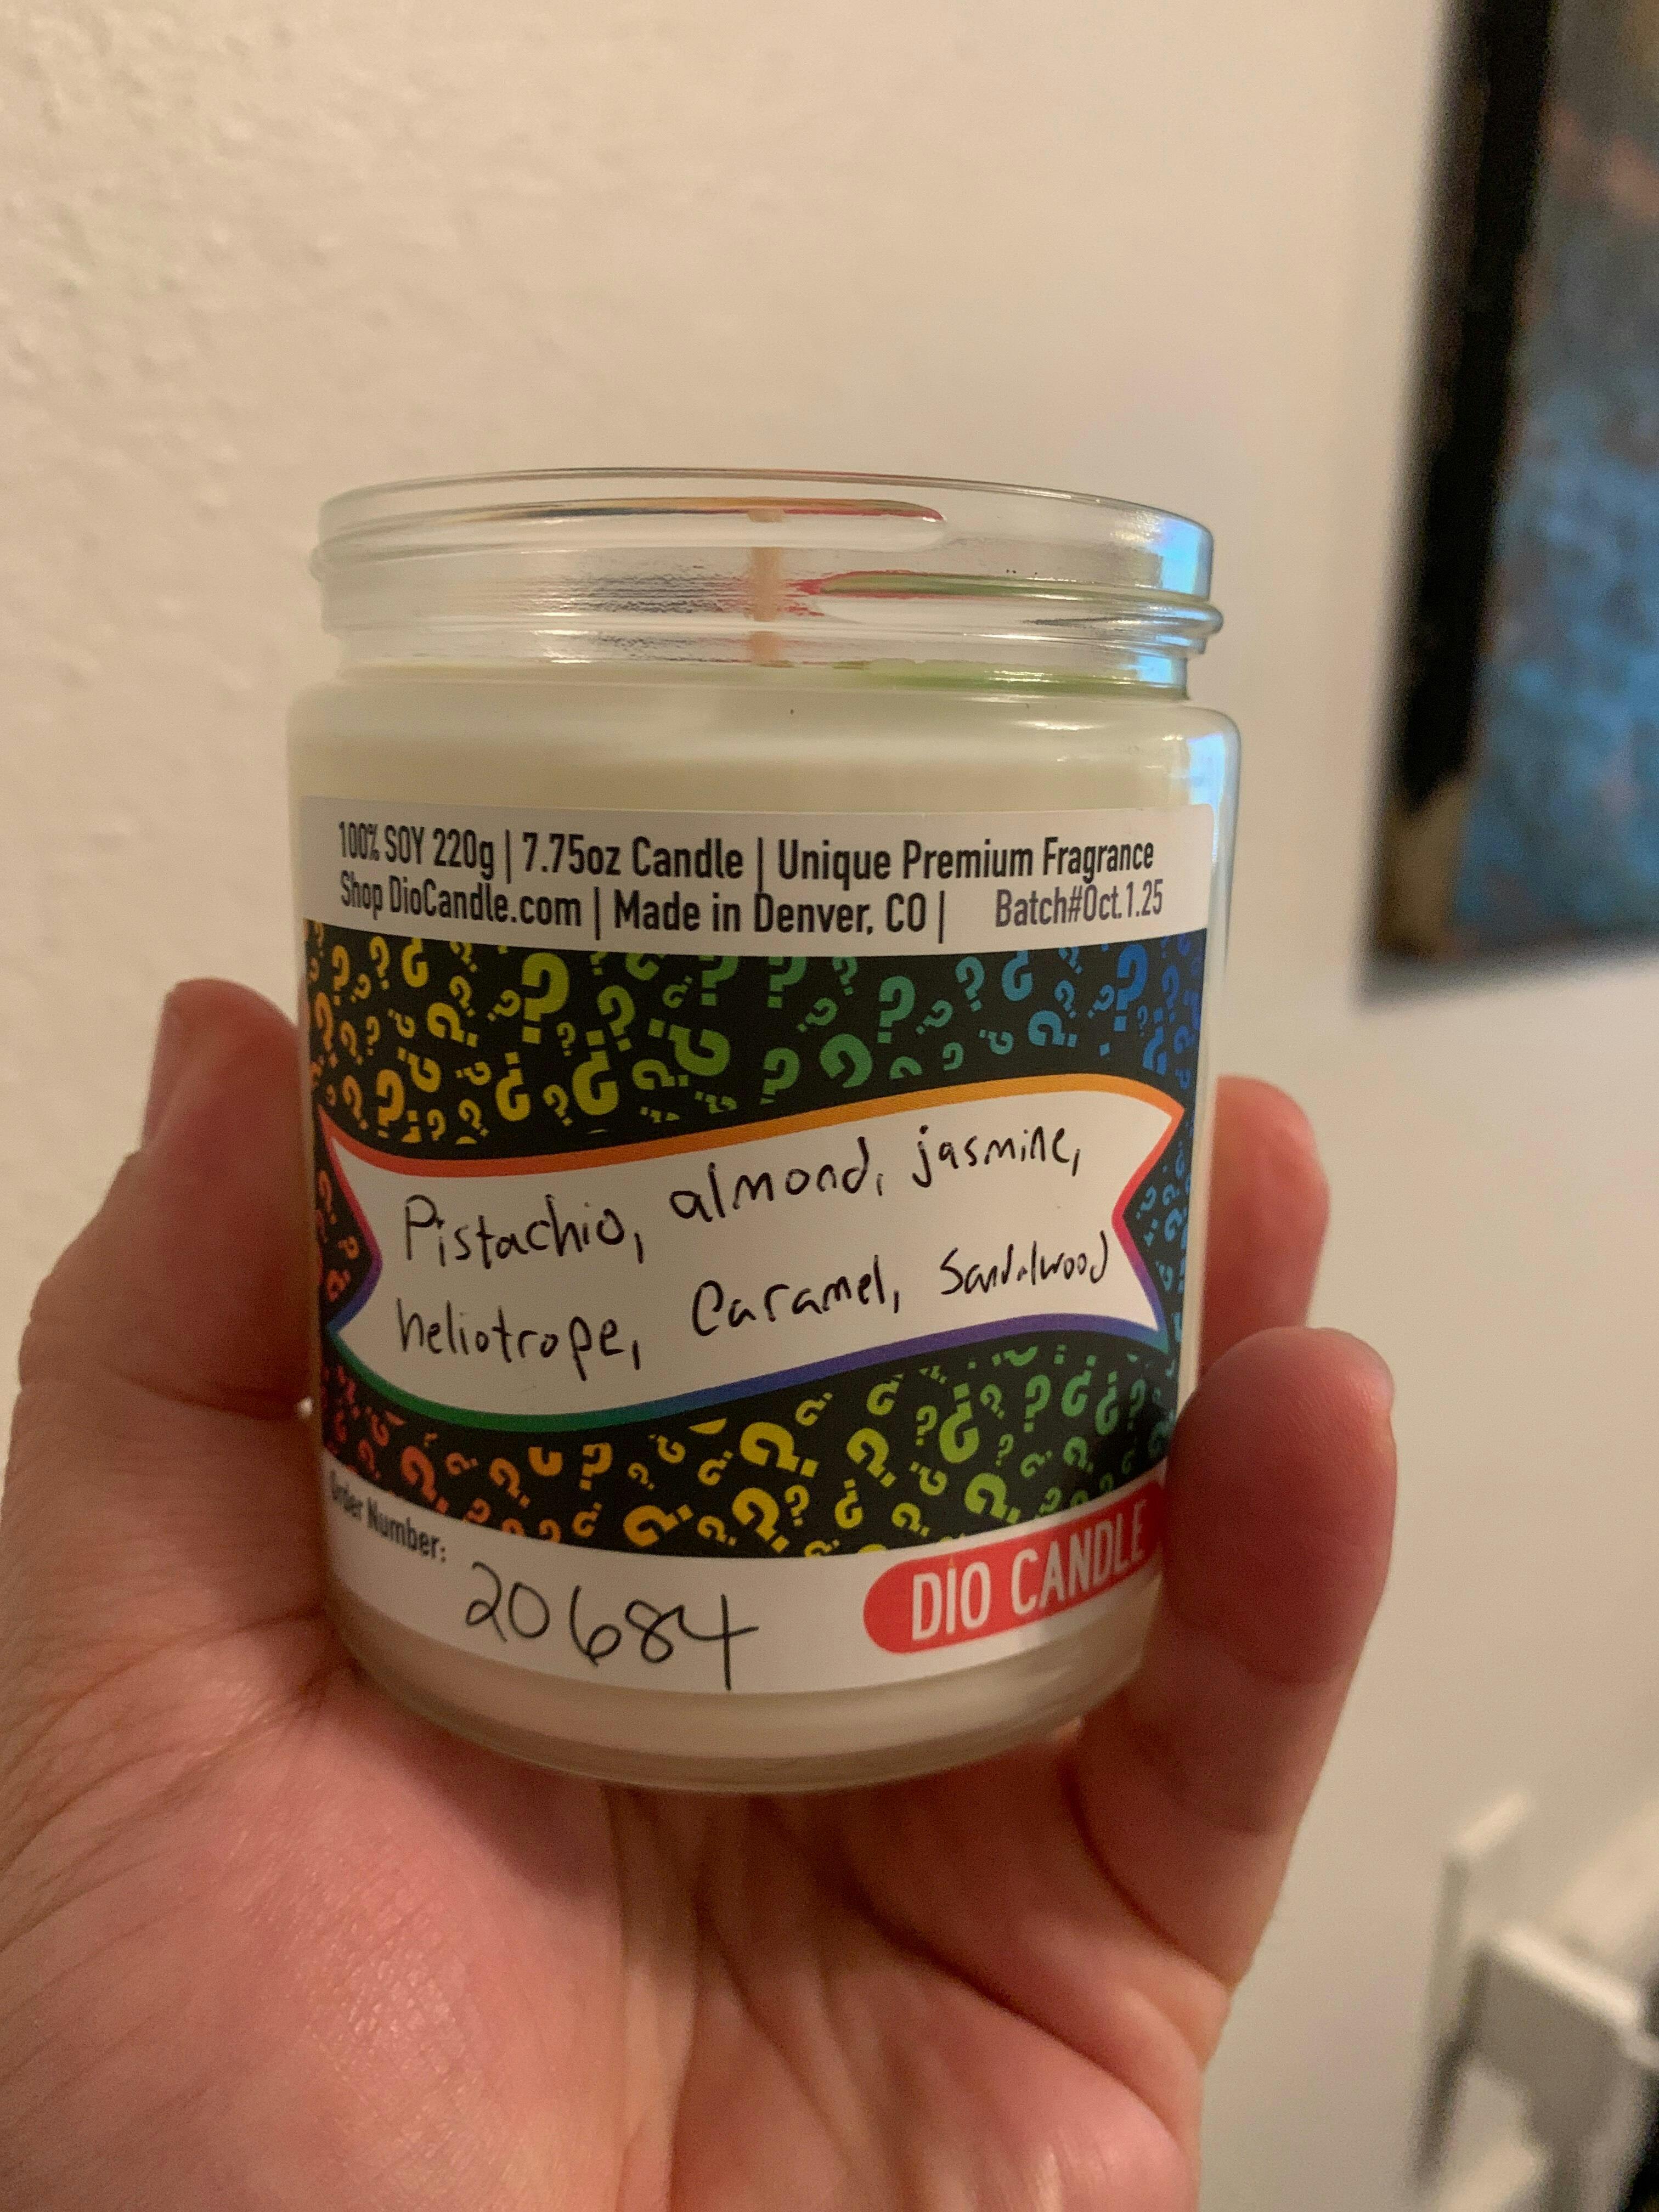 100% SOY 220g | 7.75oz Candle | Unique Premium Fragrance
Shop DioCandle.com | Made in Denver, CO | Batch#Oct.1.25
Pistachio, almond, jasmine,
heliotrope, Caramel, Sandalwood
Order Number: 20684
DIO CANDLE